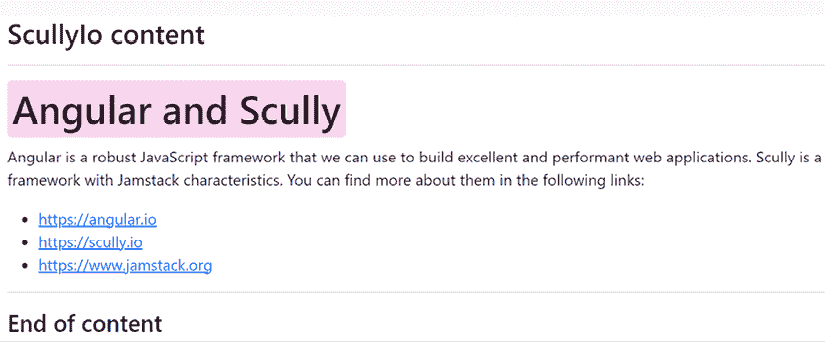 ScullyIo content
Angular and Scully
Angular is a robust JavaScript framework that we can use to build excellent and performant web applications. Scully is a
framework with Jamstack characteristics. You can find more about them in the following links:
https://angular.io
https://scully.io
https://www.jamstack.org
End of content